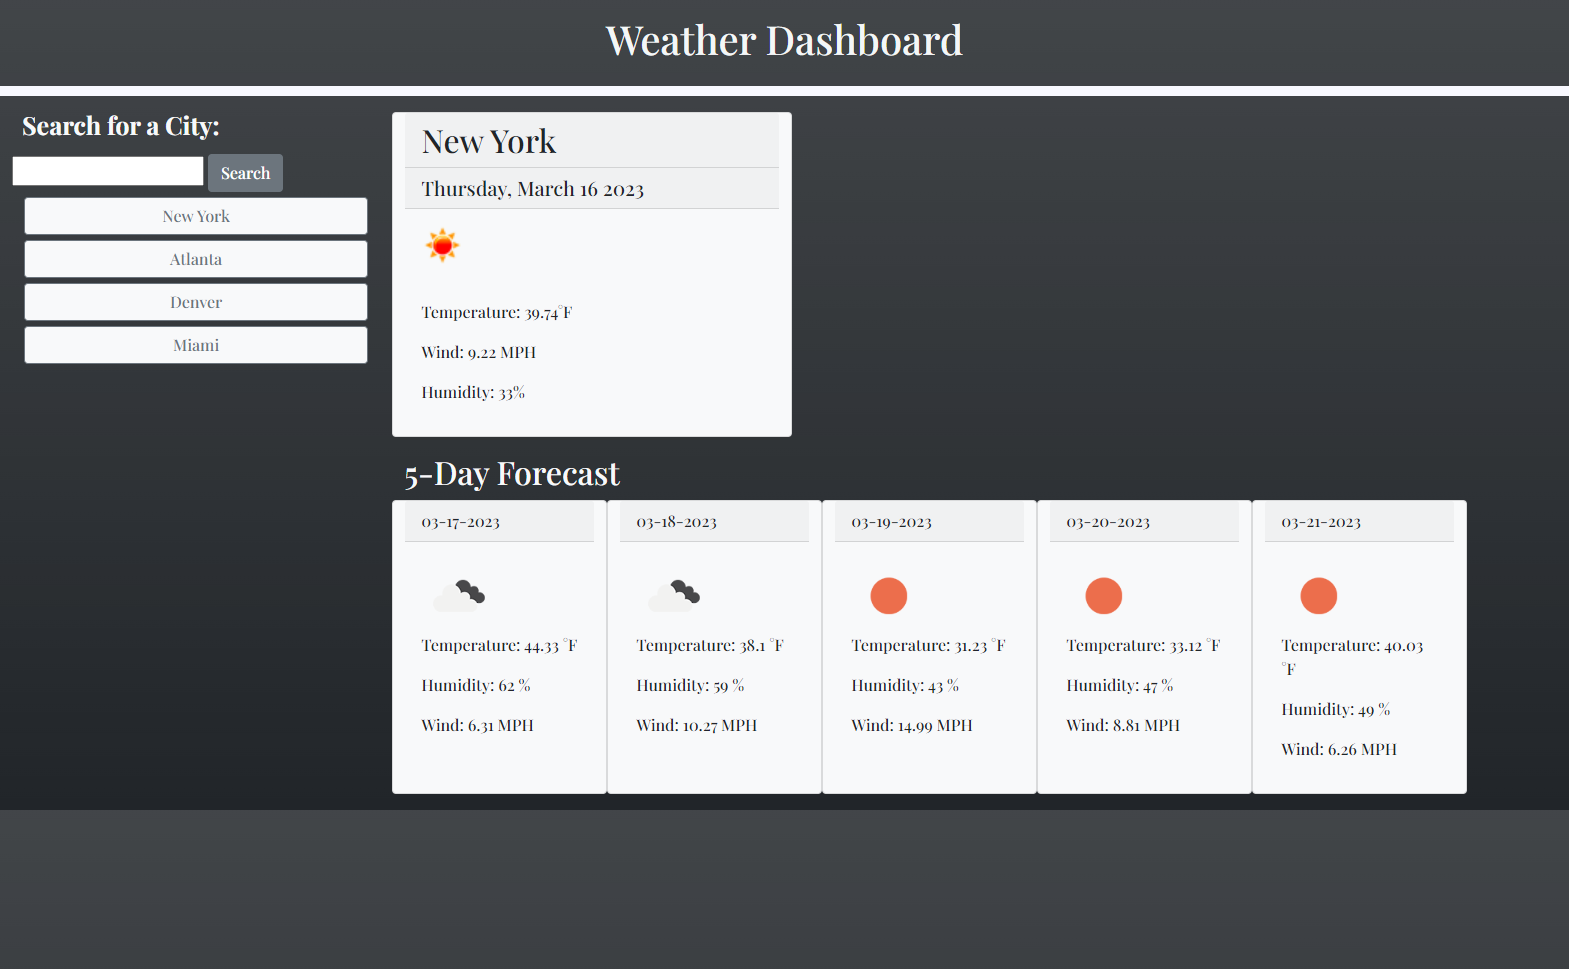 Weather Dashboard
Search for a City:
Search
New York
Atlanta
Denver
Miami
New York
Thursday, March 16 2023
Temperature: 39.74°F
Wind: 9.22 MPH
Humidity: 33%
5-Day Forecast
03-17-2023
Temperature: 44.33 °F
Humidity: 62 %
Wind: 6.31 MPH
03-18-2023
Temperature: 38.1 °F
Humidity: 59 %
Wind: 10.27 MPH
03-19-2023
Temperature: 31.23 °F
Humidity: 43 %
Wind: 14.99 MPH
03-20-2023
Temperature: 33.12 °F
Humidity: 47 %
Wind: 8.81 MPH
03-21-2023
Temperature: 40.03
°F
Humidity: 49 %
Wind: 6.26 MPH